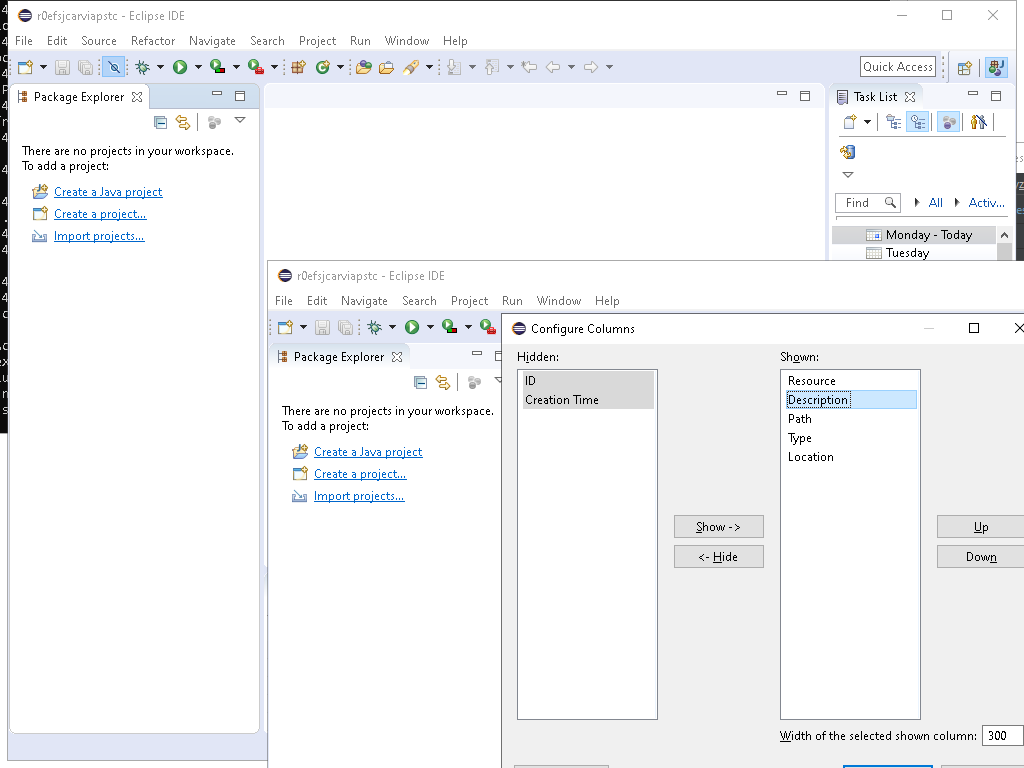 r0efsjcarviapstc - Eclipse IDE
File Edit Source Refactor Navigate Search Project Run Window Help
Quick Access
Package Explorer
Task List
There are no projects in your workspace.
To add a project:
Create a Java project
Create a project...
Import projects...
Find
All
Activ...
Monday - Today
Tuesday
r0efsjcarviapstc - Eclipse IDE
File Edit Navigate Search Project Run Window Help
Package Explorer
There are no projects in your workspace.
To add a project:
Create a Java project
Create a project...
Import projects...
Configure Columns
Hidden:
ID
Creation Time
Show ->
<- Hide
Shown:
Resource
Description
Path
Type
Location
Up
Down
Width of the selected shown column: 300